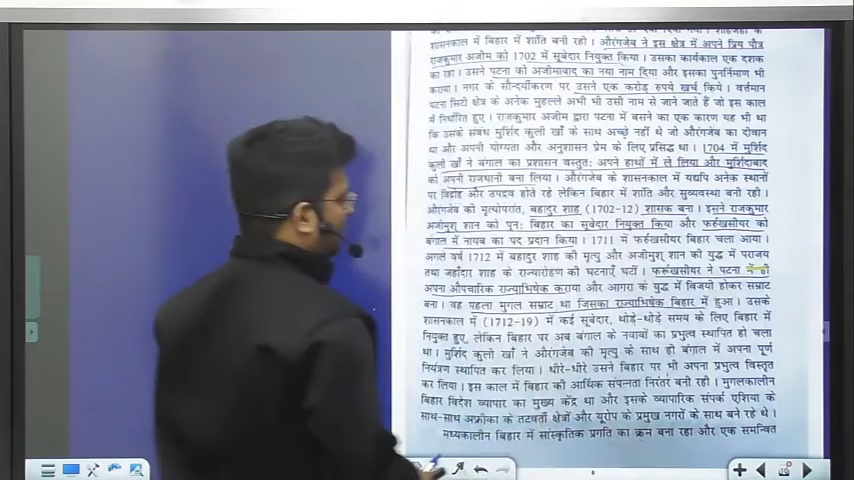 शासनकाल में बिहार में शांति बनी रही। औरंगजेब ने इस क्षेत्र में अपने प्रिय पौत्र
राजकुमार अजीम को 1702 में सूबेदार नियुक्त किया। उसका कार्यकाल एक दशक
का रहा। उसने पटना को अजीमाबाद का नया नाम दिया और इसका पुनर्निमाण भी
कराया। नगर के सौन्दर्यीकरण पर उसने एक करोड़ रुपये खर्च किये। वर्तमान
पटना सिटी क्षेत्र के अनेक मुहल्ले अभी भी उसी नाम से जाने जाते हैं जो इस काल
में निर्धारित हुए। राजकुमार अजीम द्वारा पटना में बसने का एक कारण यह भी था
कि उसके संबंध मुर्शिद कुली खाँ के साथ अच्छे नहीं थे जो औरंगजेब का दीवान
था और अपनी योग्यता और अनुशासन प्रेम के लिए प्रसिद्ध था। 1704 में मुर्शिद
कुली खाँ ने बंगाल का प्रशासन वस्तुतः अपने हाथों में ले लिया और मुर्शिदाबाद
को अपनी राजधानी बना लिया। औरंगजेब के शासनकाल में यद्यपि अनेक स्थानों
पर विद्रोह और उपद्रव होते रहे लेकिन बिहार में शांति और सुव्यवस्था बनी रही।
औरंगजेब की मृत्योपरांत, बहादुर शाह (1702-12) शासक बना। इसने राजकुमार
अजीमुश् शान को पुनः बिहार का सूबेदार नियुक्त किया और फर्रुखसीयर को
बंगाल में नायब का पद प्रदान किया। 1711 में फर्रुखसीयर बिहार चला आया।
अगले वर्ष 1712 में बहादुर शाह की मृत्यु और अजीमुश् शान की युद्ध में पराजय
तथा जहाँदार शाह के राज्यारोहण की घटनाएँ घटीं। फर्रुखसीयर ने पटना में ही
अपना औपचारिक राज्याभिषेक कराया और आगरा के युद्ध में विजयी होकर सम्राट
बना। वह पहला मुगल सम्राट था जिसका राज्याभिषेक बिहार में हुआ। उसके
शासनकाल में (1712-19) में कई सूबेदार, थोड़े-थोड़े समय के लिए बिहार में
नियुक्त हुए, लेकिन बिहार पर अब बंगाल के नवाबों का प्रभुत्व स्थापित हो चला
था। मुर्शिद कुली खाँ ने औरंगजेब की मृत्यु के साथ ही बंगाल में अपना पूर्ण
नियंत्रण स्थापित कर लिया। धीरे-धीरे उसने बिहार पर भी अपना प्रभुत्व विस्तृत
कर लिया। इस काल में बिहार की आर्थिक संपन्नता निरंतर बनी रही। मुगलकालीन
बिहार विदेश व्यापार का मुख्य केंद्र था और इसके व्यापारिक संपर्क एशिया के
साथ-साथ अफ्रीका के तटवर्ती क्षेत्रों और यूरोप के प्रमुख नगरों के साथ बने रहे थे।
मध्यकालीन बिहार में सांस्कृतिक प्रगति का क्रम बना रहा और एक समन्वित